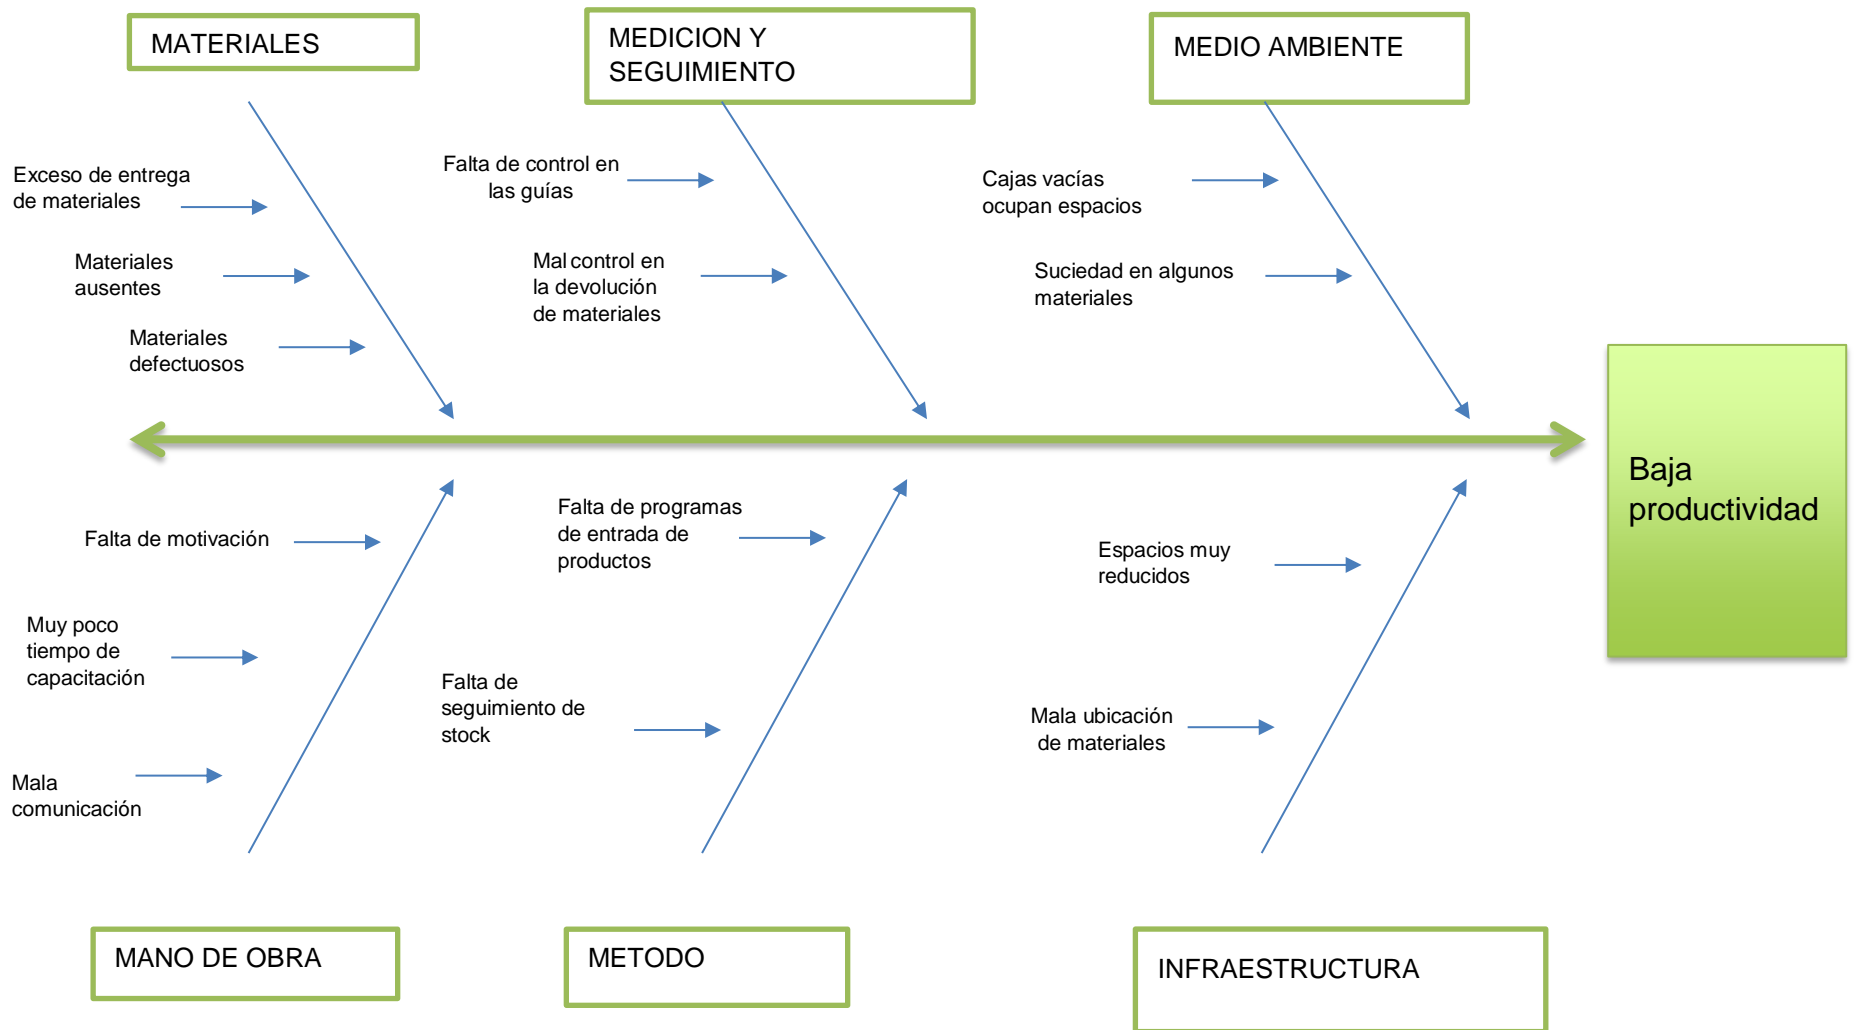 MATERIALES
MEDICION Y
SEGUIMIENTO
MEDIO AMBIENTE
Exceso de entrega
de materiales
Materiales
ausentes
Materiales
defectuosos
Falta de control en
las guías
Mal control en
la devolución
de materiales
Cajas vacías
ocupan espacios
Suciedad en algunos
materiales
Baja
productividad
Falta de motivación
Muy poco
tiempo de
capacitación
Mala
comunicación
Falta de programas
de entrada de
productos
Falta de
seguimiento de
stock
Espacios muy
reducidos
Mala ubicación
de materiales
MANO DE OBRA
METODO
INFRAESTRUCTURA